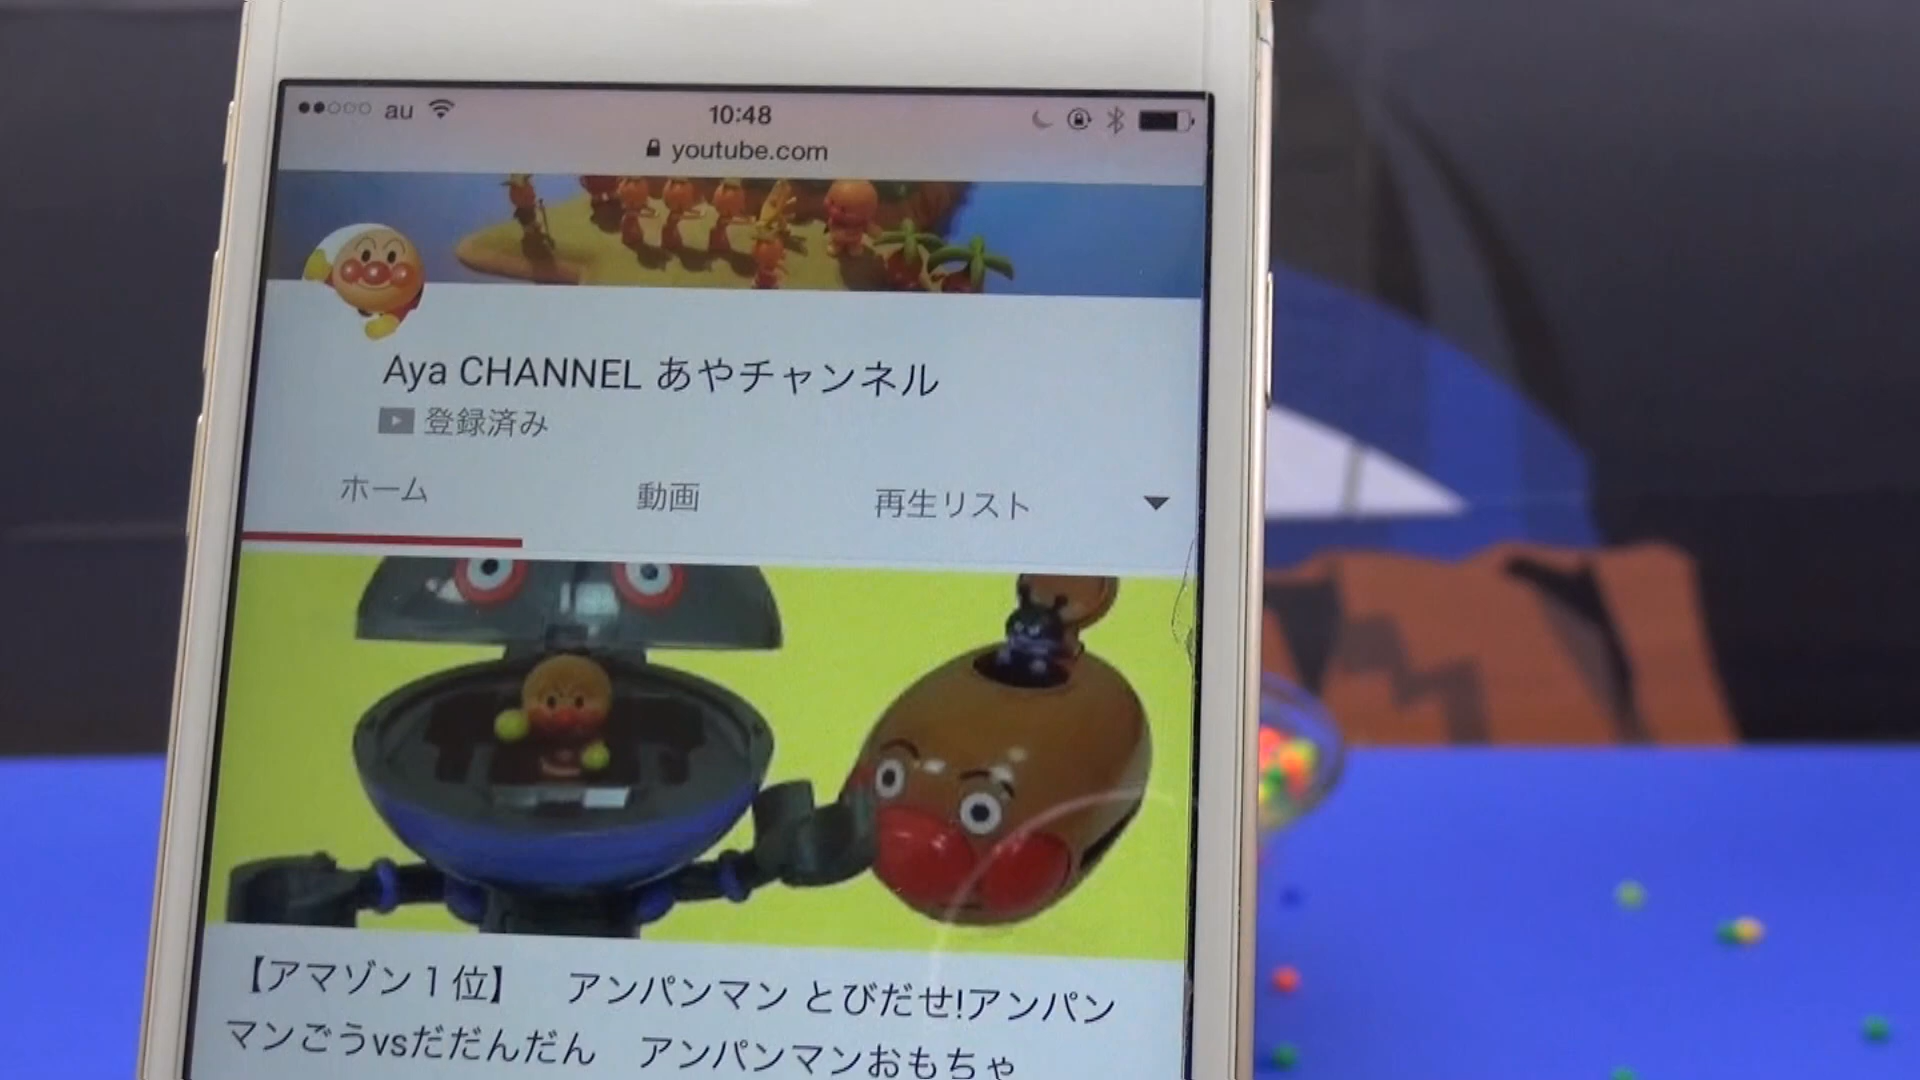 au 10:48
youtube.com
Aya CHANNEL あやチャンネル
登録済み
ホーム 動画 再生リスト
【アマゾン１位】　アンパンマン とびだせ!アンパン
マンごうvsだだんだん　アンパンマンおもちゃ